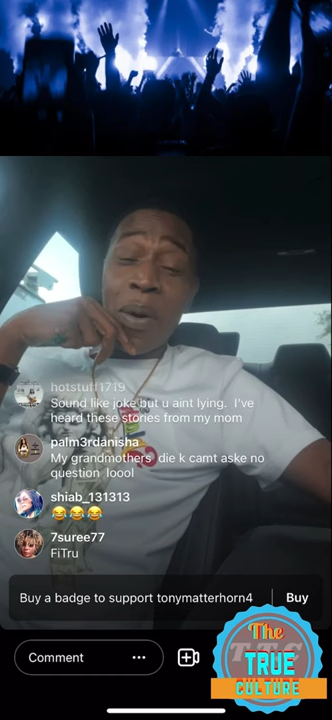 hotstuff1719
Sound like joke but u aint lying. I've
heard these stories from my mom
palm3rdanisha
My grandmothers die k camt aske no
question loool
shiab_131313
😂😂😂
7suree77
FiTru
Buy a badge to support tonymatterhorn4
Buy
Comment
The
T.T.C
TRUE
CULTURE